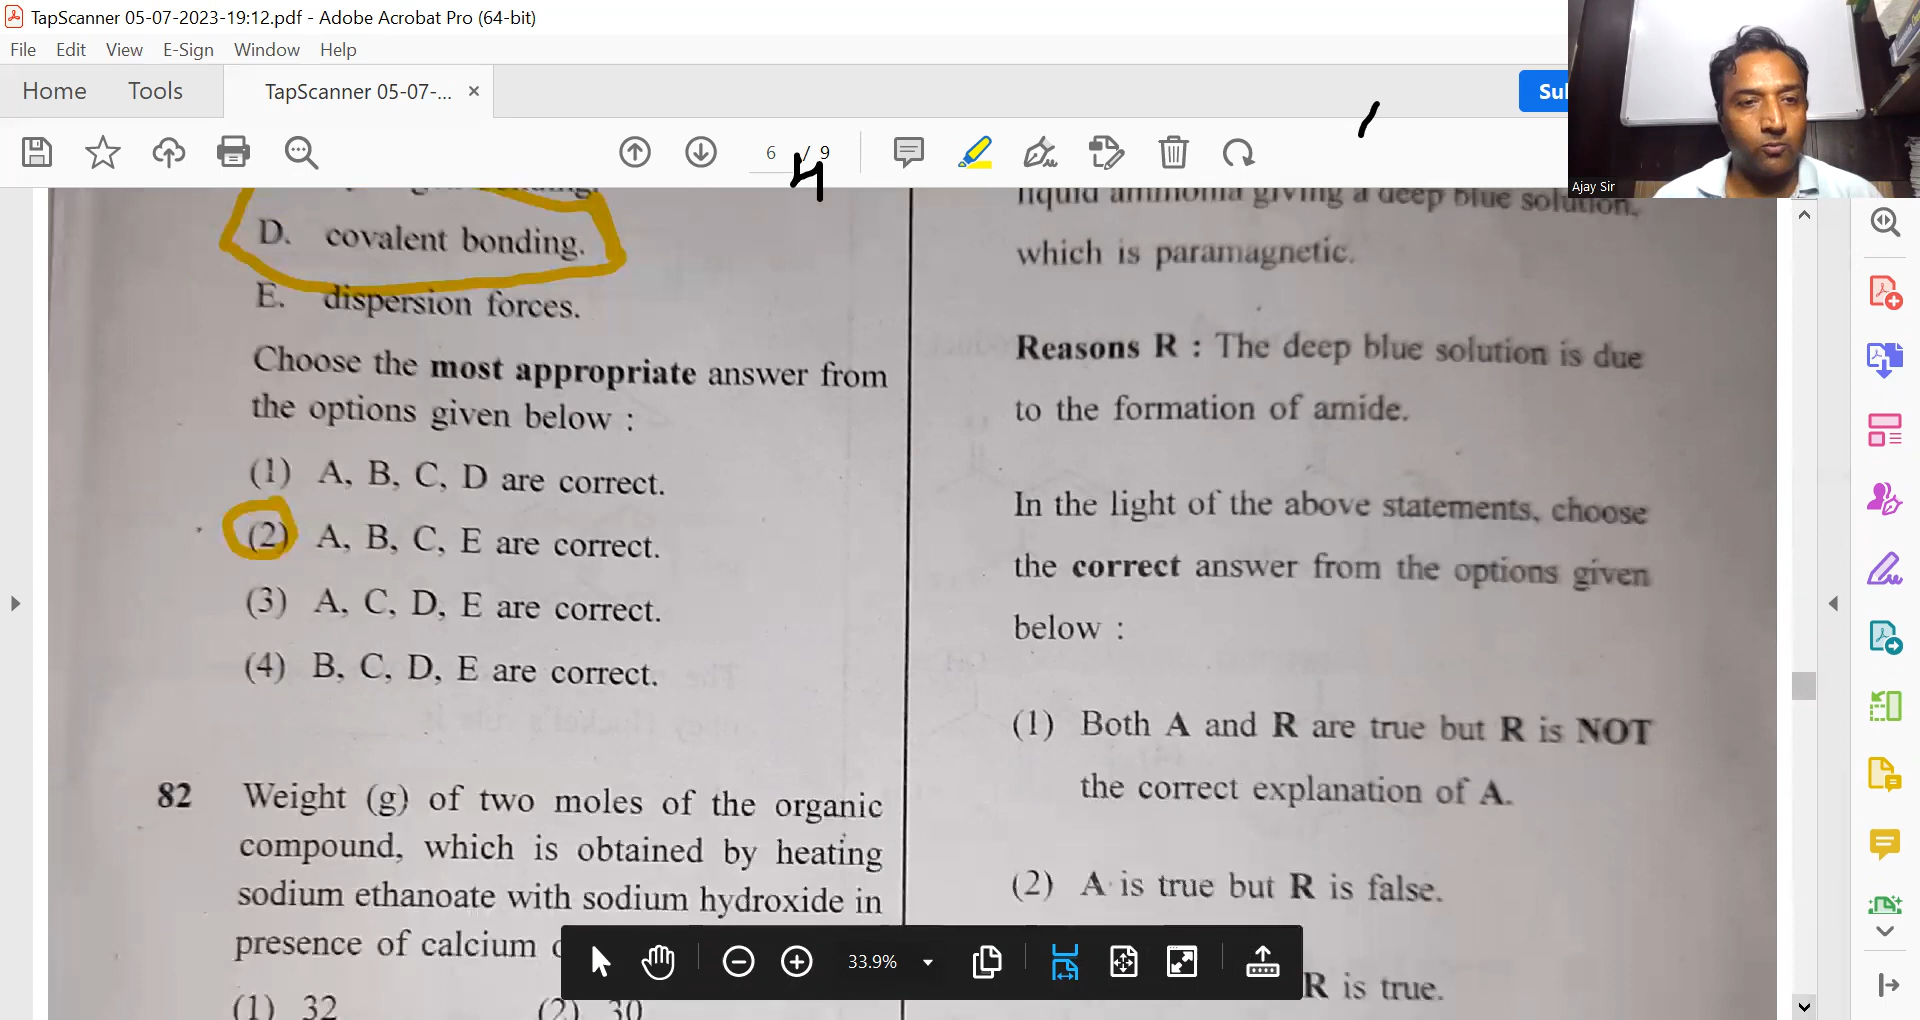 TapScanner 05-07-2023-19:12.pdf - Adobe Acrobat Pro (64-bit)
File Edit View E-Sign Window Help
Home Tools TapScanner 05-07-... ×
6 / 9
4
Ajay Sir
D. covalent bonding.
E. dispersion forces.
Choose the most appropriate answer from
the options given below :
(1) A, B, C, D are correct.
(2) A, B, C, E are correct.
(3) A, C, D, E are correct.
(4) B, C, D, E are correct.
82 Weight (g) of two moles of the organic
compound, which is obtained by heating
sodium ethanoate with sodium hydroxide in
presence of calcium
(1) 32 (2) 30
liquid ammonia giving a deep blue solution,
which is paramagnetic.
Reasons R : The deep blue solution is due
to the formation of amide.
In the light of the above statements, choose
the correct answer from the options given
below :
(1) Both A and R are true but R is NOT
the correct explanation of A.
(2) A is true but R is false.
R is true.
33.9%